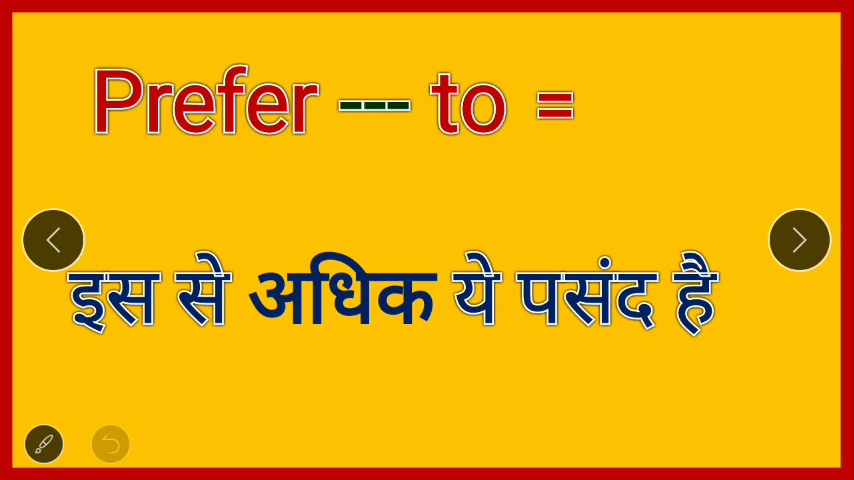 Prefer --- to =
इस से अधिक ये पसंद है